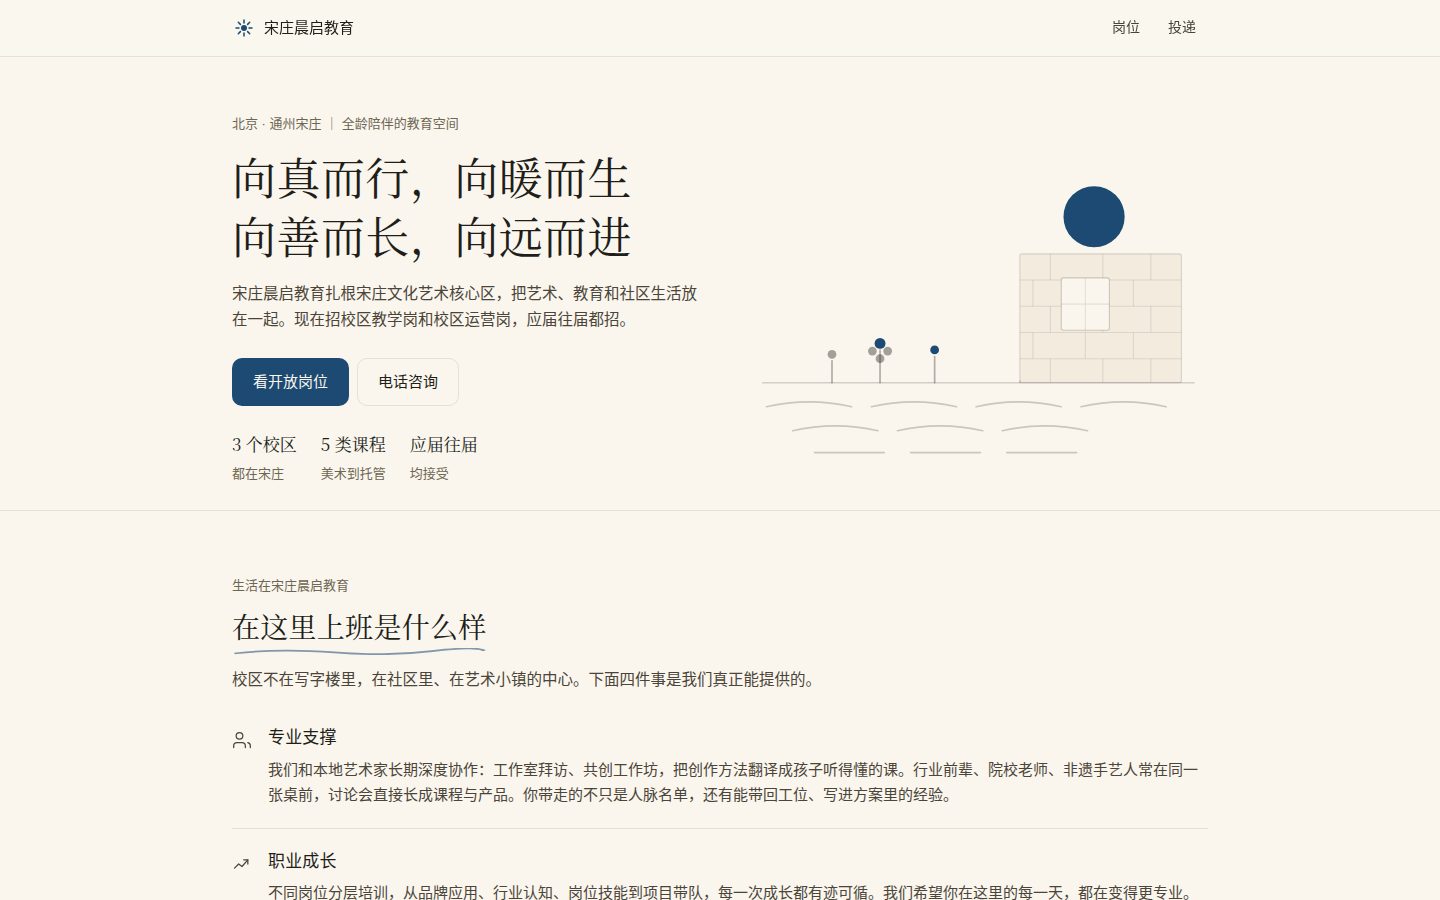 宋庄晨启教育
岗位
投递
北京 · 通州宋庄 | 全龄陪伴的教育空间
向真而行，向暖而生
向善而长，向远而进
宋庄晨启教育扎根宋庄文化艺术核心区，把艺术、教育和社区生活放
在一起。现在招校区教学岗和校区运营岗，应届往届都招。
看开放岗位
电话咨询
3 个校区
都在宋庄
5 类课程
美术到托管
应届往届
均接受
生活在宋庄晨启教育
在这里上班是什么样
校区不在写字楼里，在社区里、在艺术小镇的中心。下面四件事是我们真正能提供的。
专业支撑
我们和本地艺术家长期深度协作：工作室拜访、共创工作坊，把创作方法翻译成孩子听得懂的课。行业前辈、院校老师、非遗手艺人常在同一
张桌前，讨论会直接长成课程与产品。你带走的不只是人脉名单，还有能带回工位、写进方案里的经验。
职业成长
不同岗位分层培训，从品牌应用、行业认知、岗位技能到项目带队，每一次成长都有迹可循。我们希望你在这里的每一天，都在变得更专业。